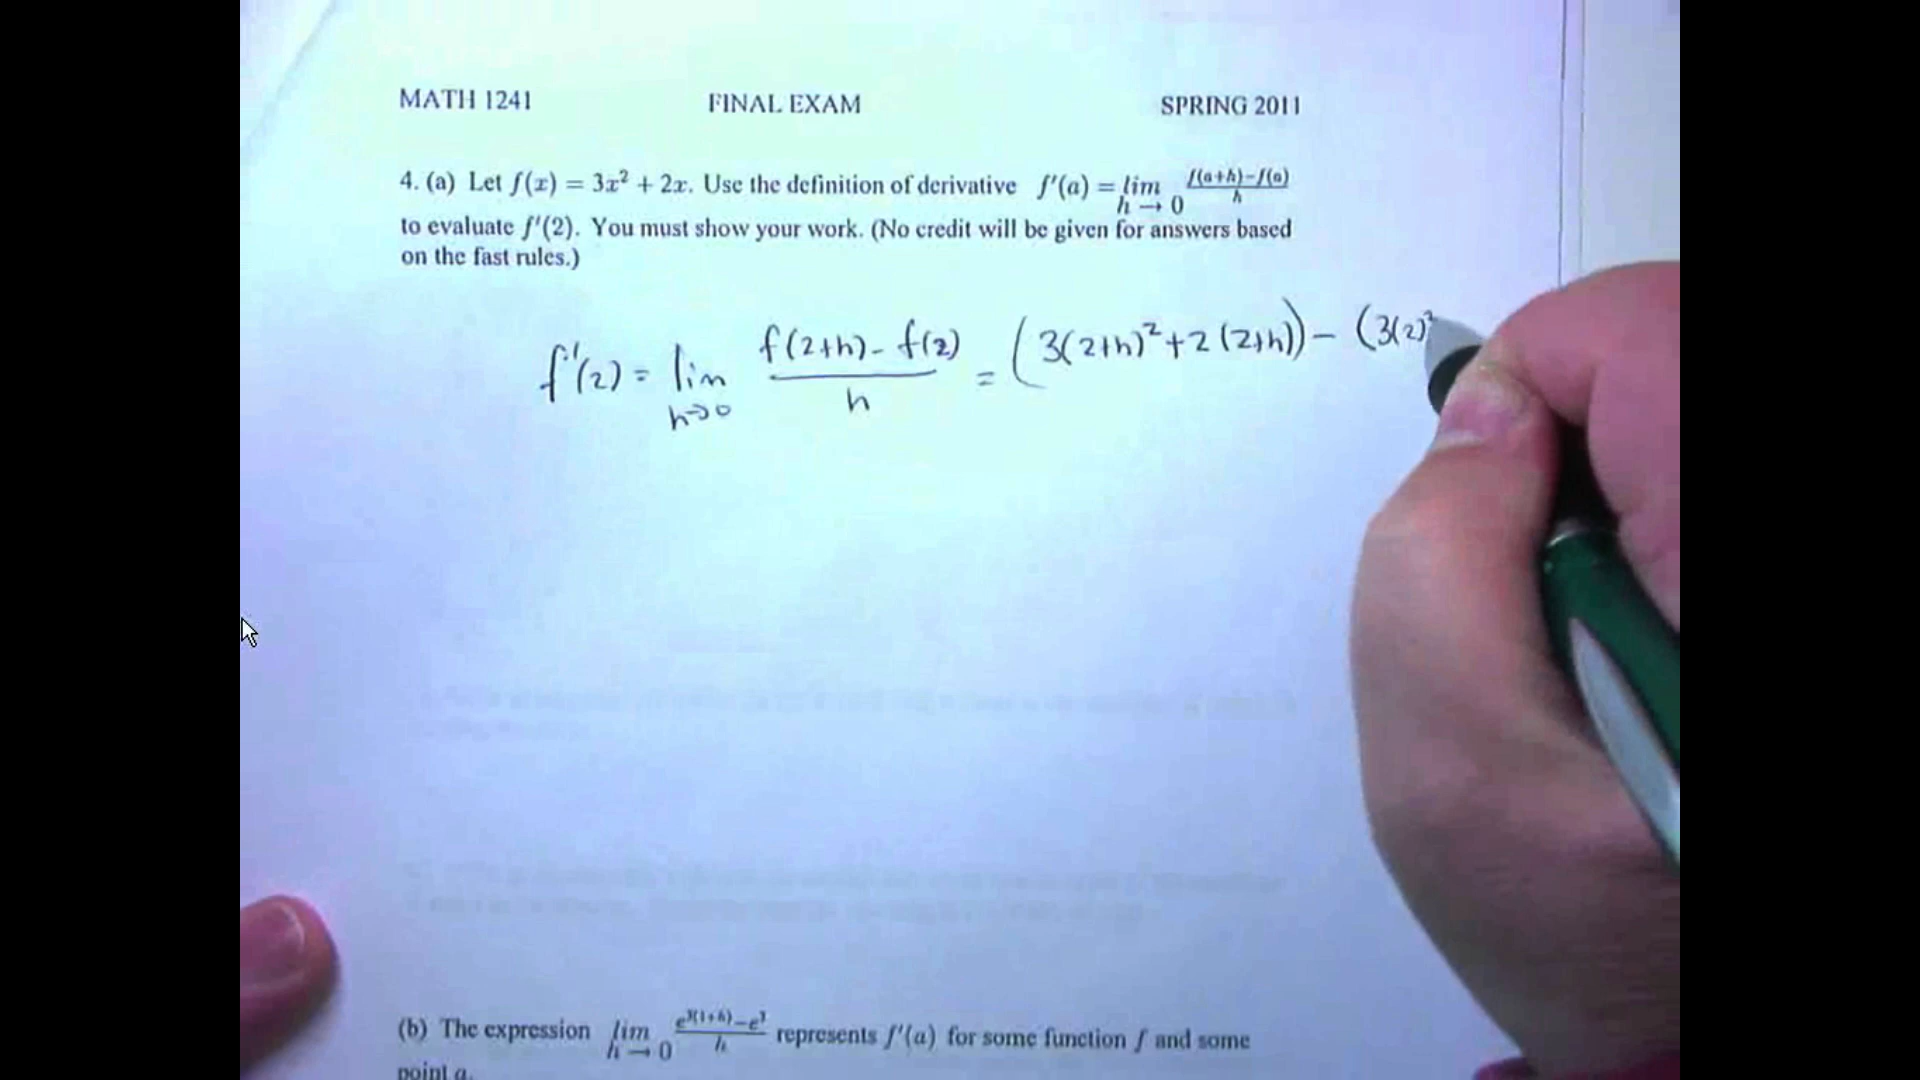 MATH 1241 FINAL EXAM SPRING 2011
4. (a) Let f(x) = 3x² + 2x. Use the definition of derivative f′(a) = lim h → 0 f(a+h)−f(a) / h
to evaluate f′(2). You must show your work. (No credit will be given for answers based
on the fast rules.)
f′(2) = lim h→0 f(2+h) - f(2) / h = (3(2+h)² + 2(2+h)) - (3(2)²
(b) The expression lim h → 0 e^{3(1+h)}−e³ / h represents f′(a) for some function f and some
point a.